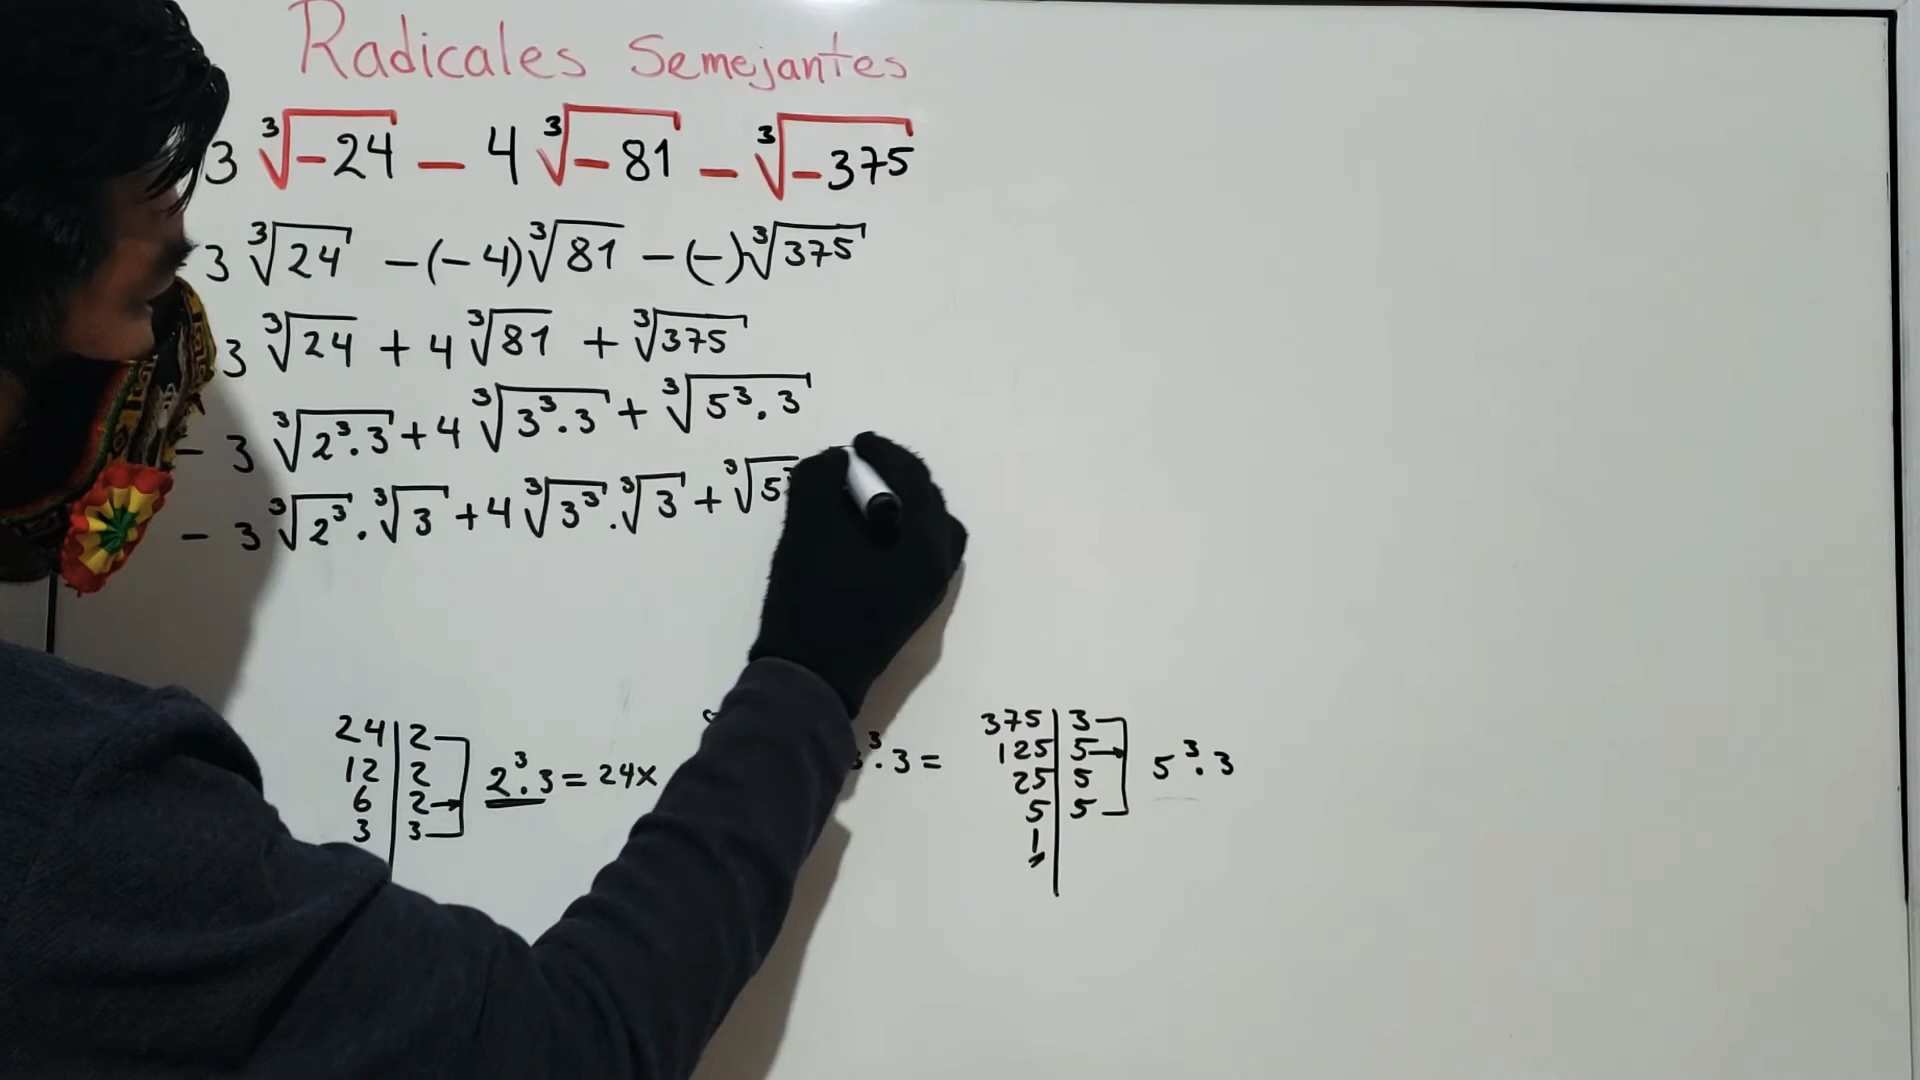 Radicales Semejantes
3 ∛-24 - 4 ∛-81 - ∛-375
- 3 ∛24 - (-4) ∛81 - (-) ∛375
3 ∛24 + 4 ∛81 + ∛375
- 3 ∛2³.3 + 4 ∛3³.3 + ∛5³.3
- 3 ∛2³ . ∛3 + 4 ∛3³ . ∛3 + ∛5
24 | 2
12 | 2
6 | 2
3 | 3
2³.3 = 24x
³.3 =
375 | 3
125 | 5
25 | 5
5 | 5
1
5³.3